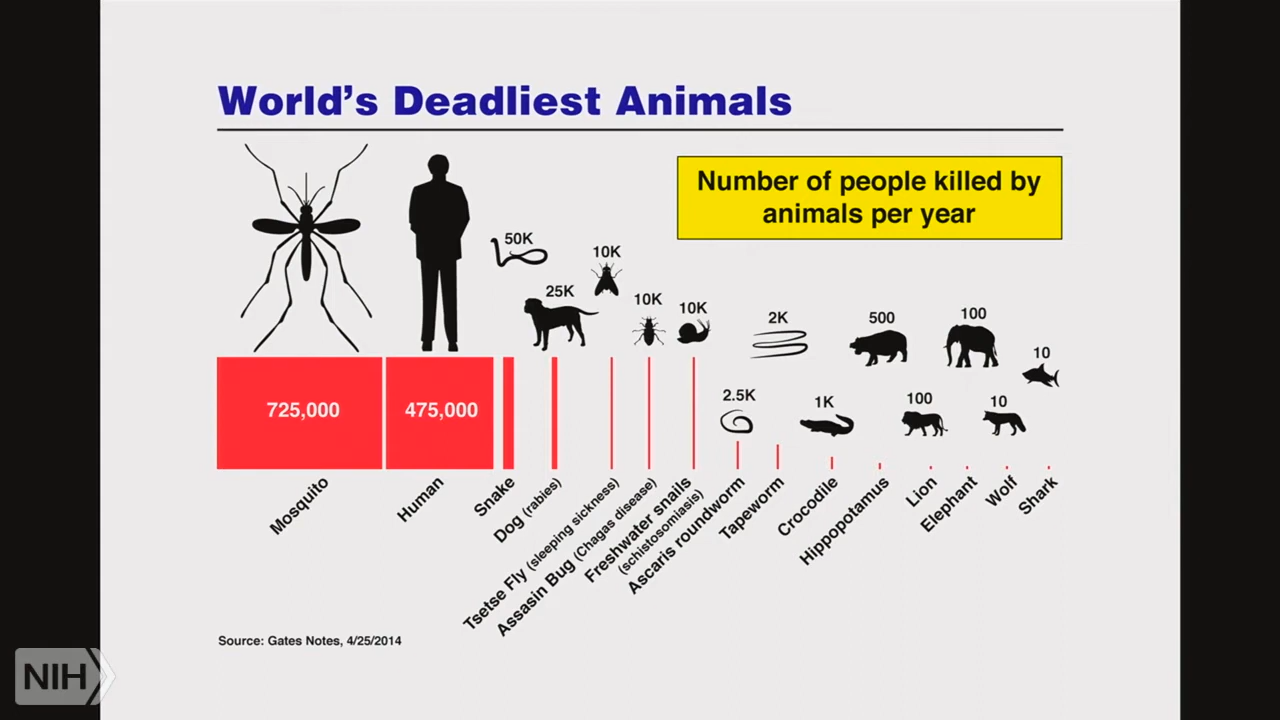 World's Deadliest Animals
Number of people killed by
animals per year
50K
10K
25K
10K
10K
2K
500
100
10
2.5K
1K
100
10
725,000
475,000
Mosquito
Human
Snake
Dog (rabies)
Tsetse Fly (sleeping sickness)
Assasin Bug (Chagas disease)
Freshwater snails
(schistosomiasis)
Ascaris roundworm
Tapeworm
Crocodile
Hippopotamus
Lion
Elephant
Wolf
Shark
Source: Gates Notes, 4/25/2014
NIH